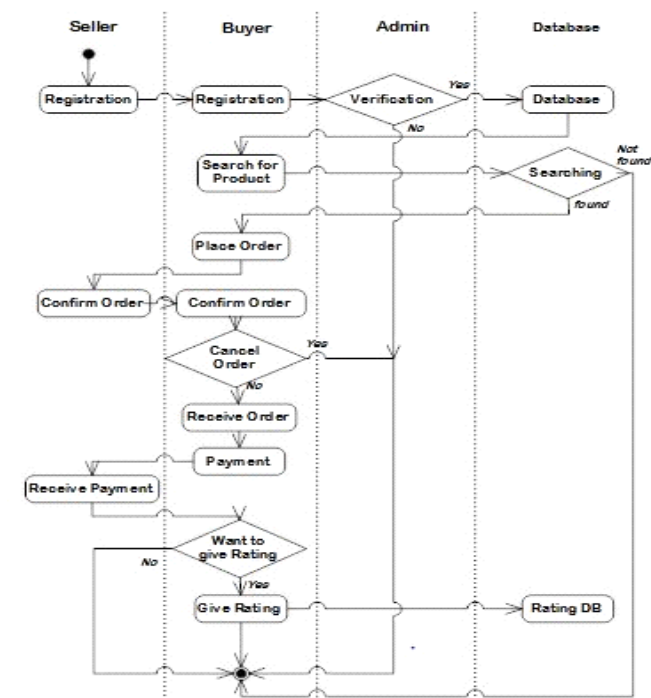 Seller
Buyer
Admin
Database
Registration
Registration
Verification
Yes
Database
No
Search for
Product
Searching
Not
found
found
Place Order
Confirm Order
Confirm Order
Cancel
Order
Yes
No
Receive Order
Payment
Receive Payment
Want to
give Rating
No
Yes
Give Rating
Rating DB